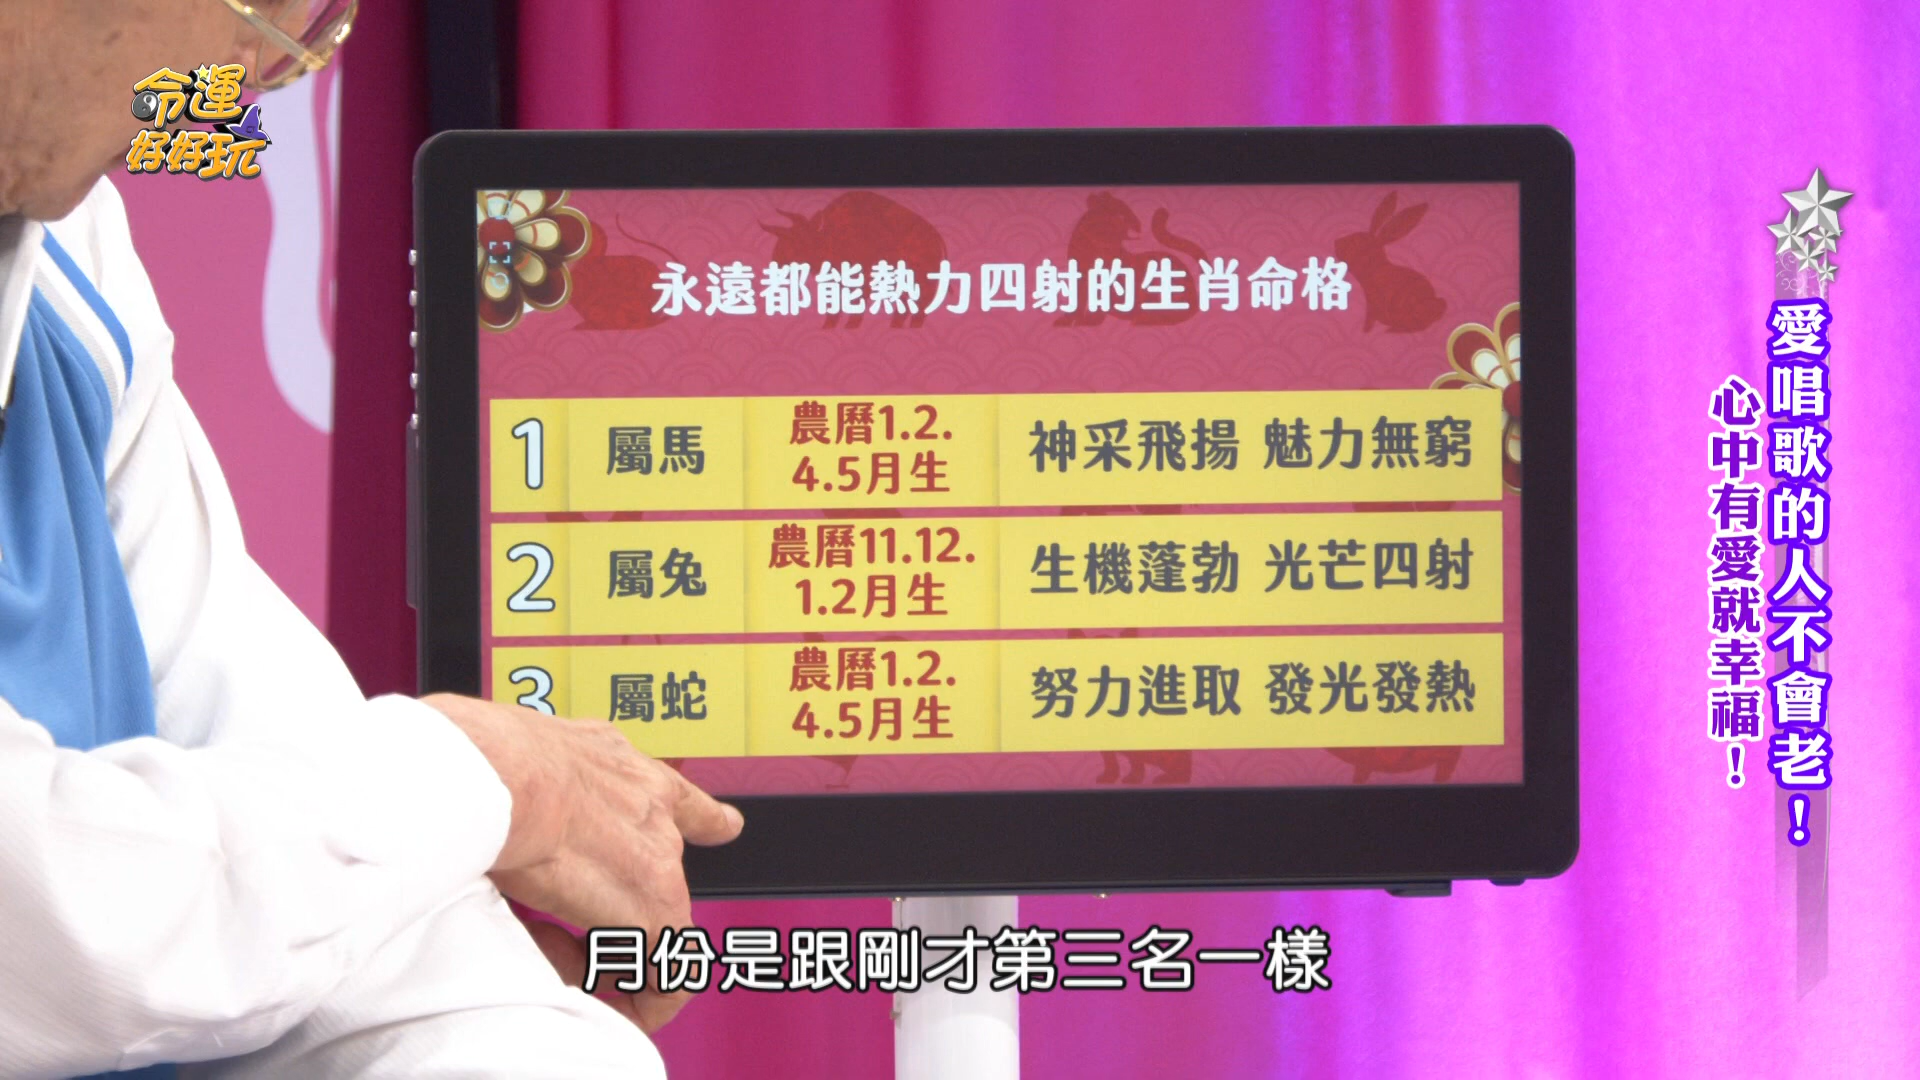 命運
好好玩
永遠都能熱力四射的生肖命格
1 屬馬 農曆1.2.
4.5月生 神采飛揚 魅力無窮
2 屬兔 農曆11.12.
1.2月生 生機蓬勃 光芒四射
3 屬蛇 農曆1.2.
4.5月生 努力進取 發光發熱
愛唱歌的人不會老！
心中有愛就幸福！
月份是跟剛才第三名一樣